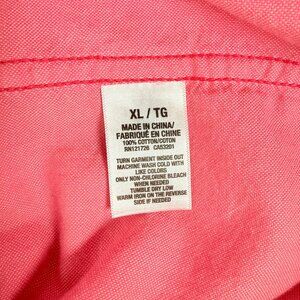 XL / TG
MADE IN CHINA/
FABRIQUÉ EN CHINE
100% COTTON/COTON
RN121726 CA53201
TURN GARMENT INSIDE OUT
MACHINE WASH COLD WITH
LIKE COLORS
ONLY NON-CHLORINE BLEACH
WHEN NEEDED
TUMBLE DRY LOW
WARM IRON ON THE REVERSE
SIDE IF NEEDED